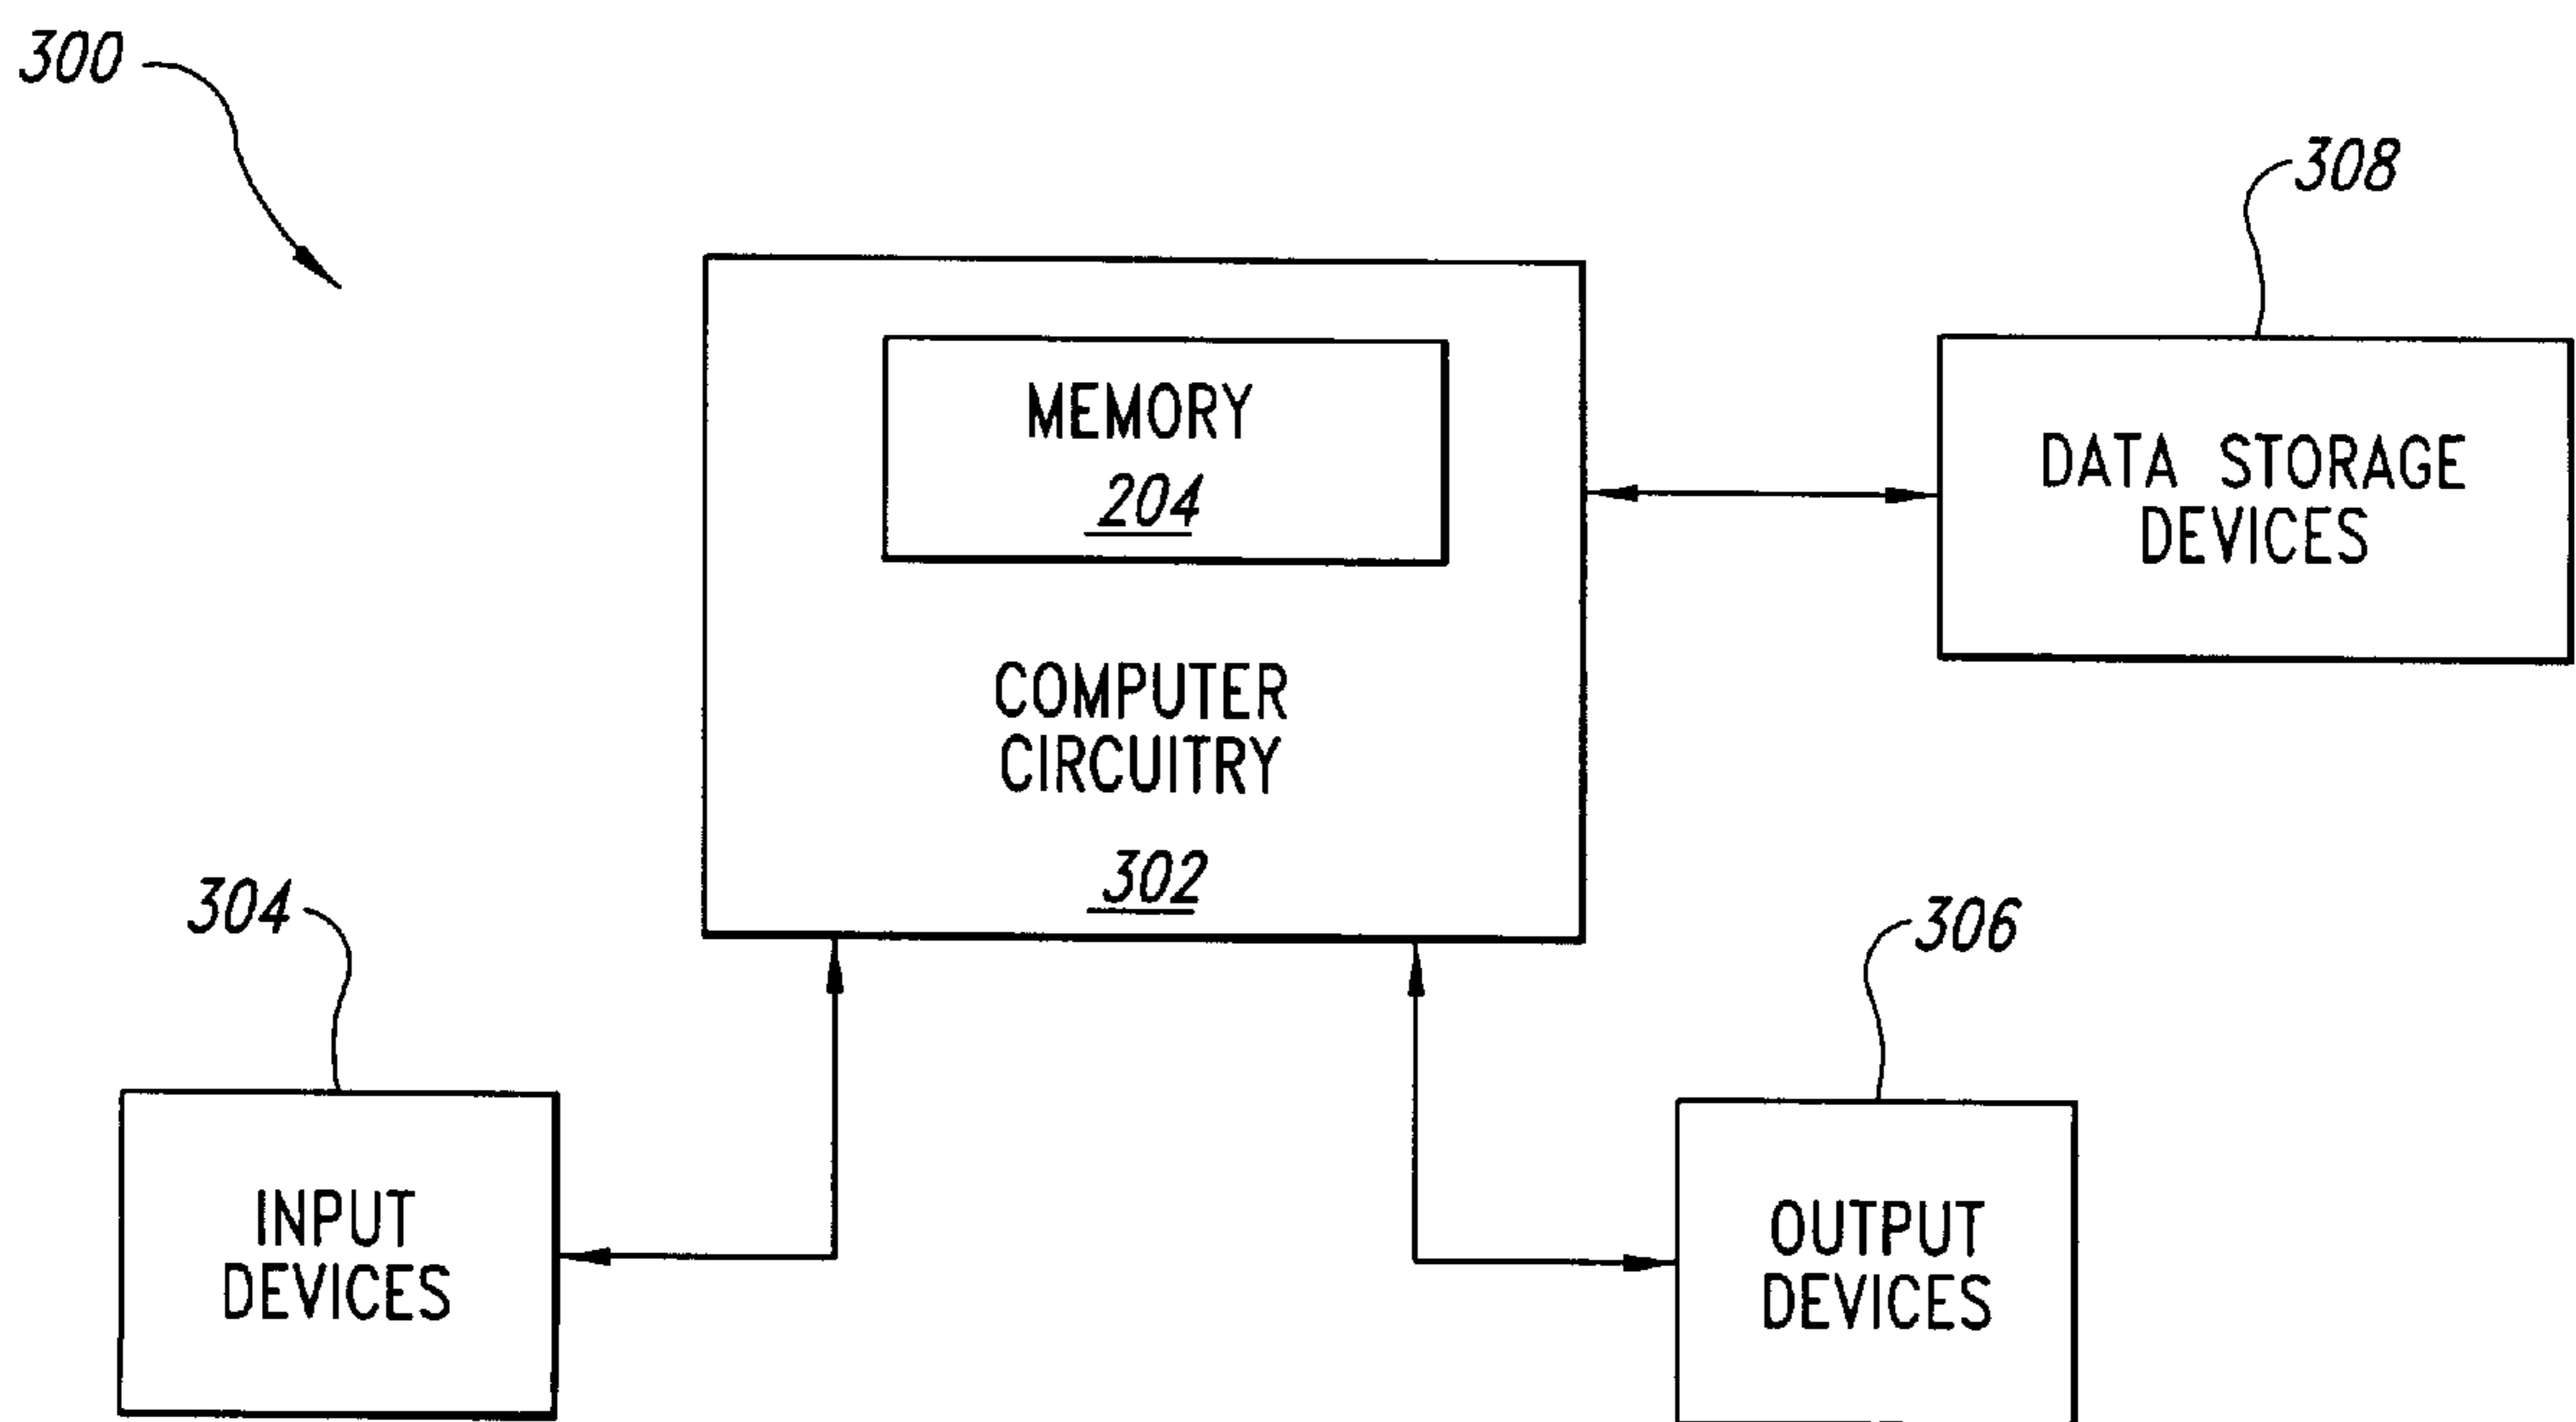 300
308
MEMORY
204
DATA STORAGE
DEVICES
COMPUTER
CIRCUITRY
302
304
306
INPUT
DEVICES
OUTPUT
DEVICES